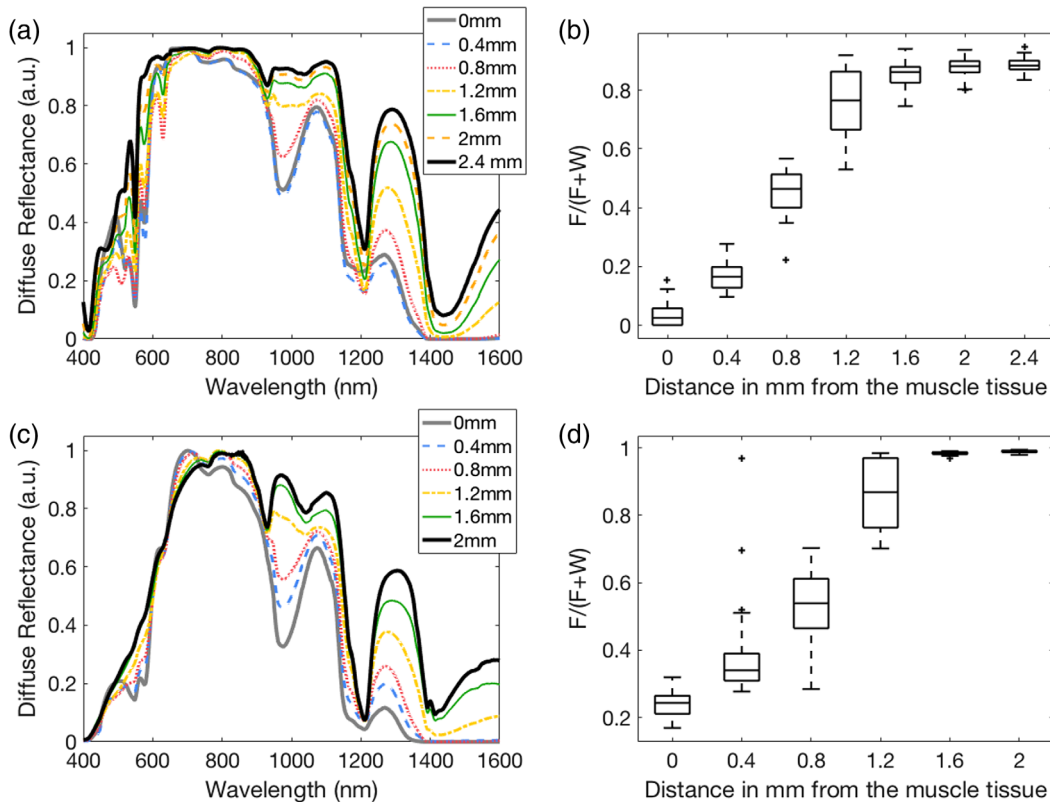 (a)
Diffuse Reflectance (a.u.)
1
0.8
0.6
0.4
0.2
0
400 600 800 1000 1200 1400 1600
Wavelength (nm)
0mm
0.4mm
0.8mm
1.2mm
1.6mm
2mm
2.4 mm
(b)
F/(F+W)
0.8
0.6
0.4
0.2
0
0 0.4 0.8 1.2 1.6 2 2.4
Distance in mm from the muscle tissue
(c)
Diffuse Reflectance (a.u.)
1
0.8
0.6
0.4
0.2
0
400 600 800 1000 1200 1400 1600
Wavelength (nm)
0mm
0.4mm
0.8mm
1.2mm
1.6mm
2mm
(d)
F/(F+W)
1
0.8
0.6
0.4
0.2
0 0.4 0.8 1.2 1.6 2
Distance in mm from the muscle tissue